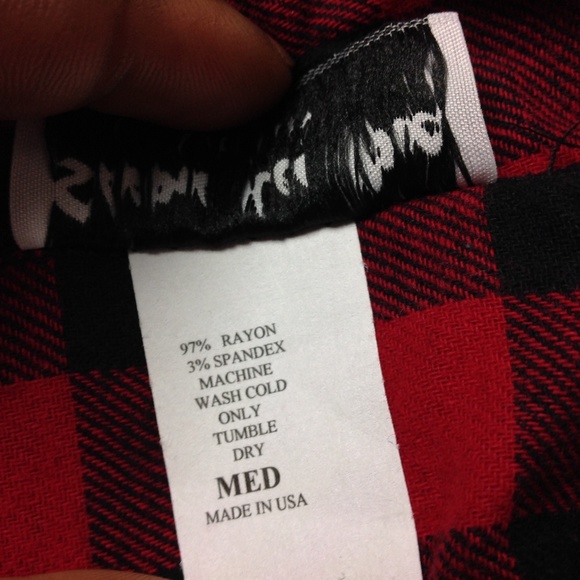 97% RAYON
3% SPANDEX
MACHINE
WASH COLD
ONLY
TUMBLE
DRY
MED
MADE IN USA